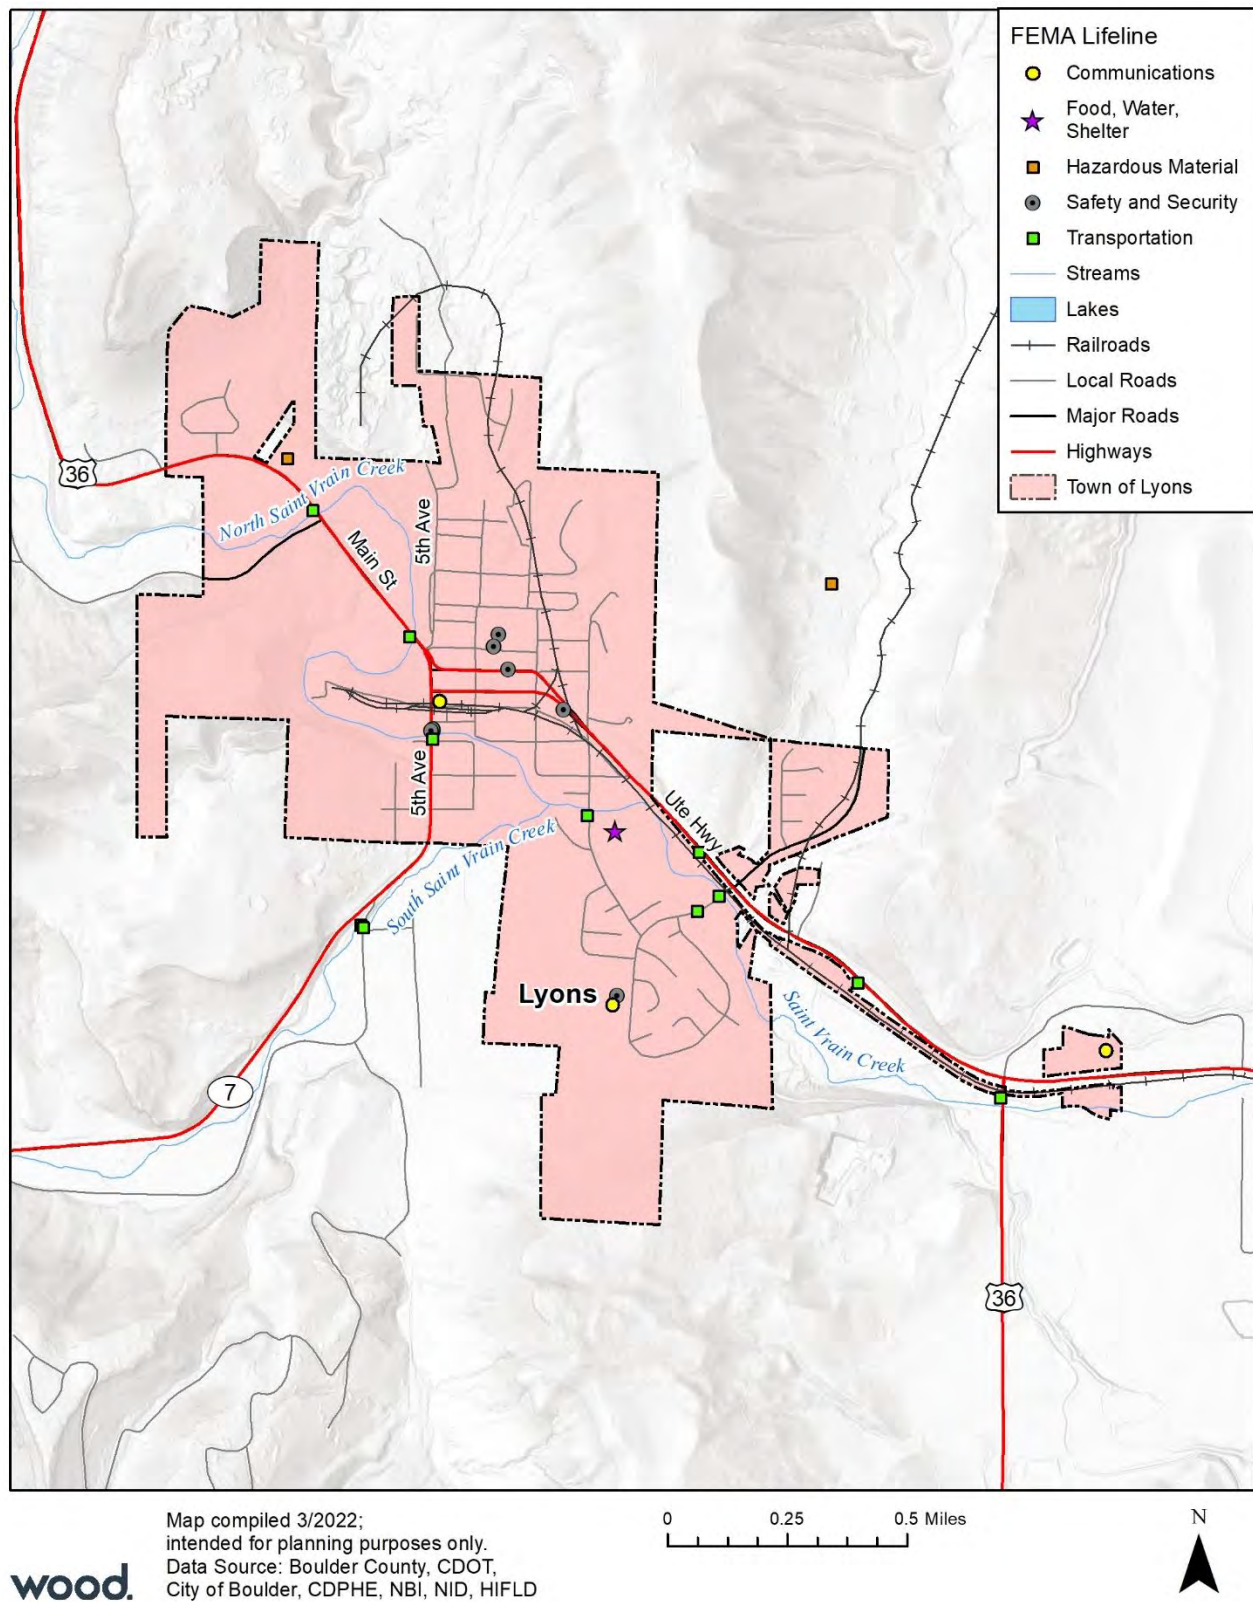 FEMA Lifeline
Communications
Food, Water,
Shelter
Hazardous Material
Safety and Security
Transportation
Streams
Lakes
Railroads
Local Roads
Major Roads
Highways
Town of Lyons
36
North Saint Vrain Creek
5th Ave
Main St
5th Ave
Ute Hwy
South Saint Vrain Creek
Lyons
Saint Vrain Creek
7
36
Map compiled 3/2022;
intended for planning purposes only.
Data Source: Boulder County, CDOT,
City of Boulder, CDPHE, NBI, NID, HIFLD
wood.
0 0.25 0.5 Miles
N